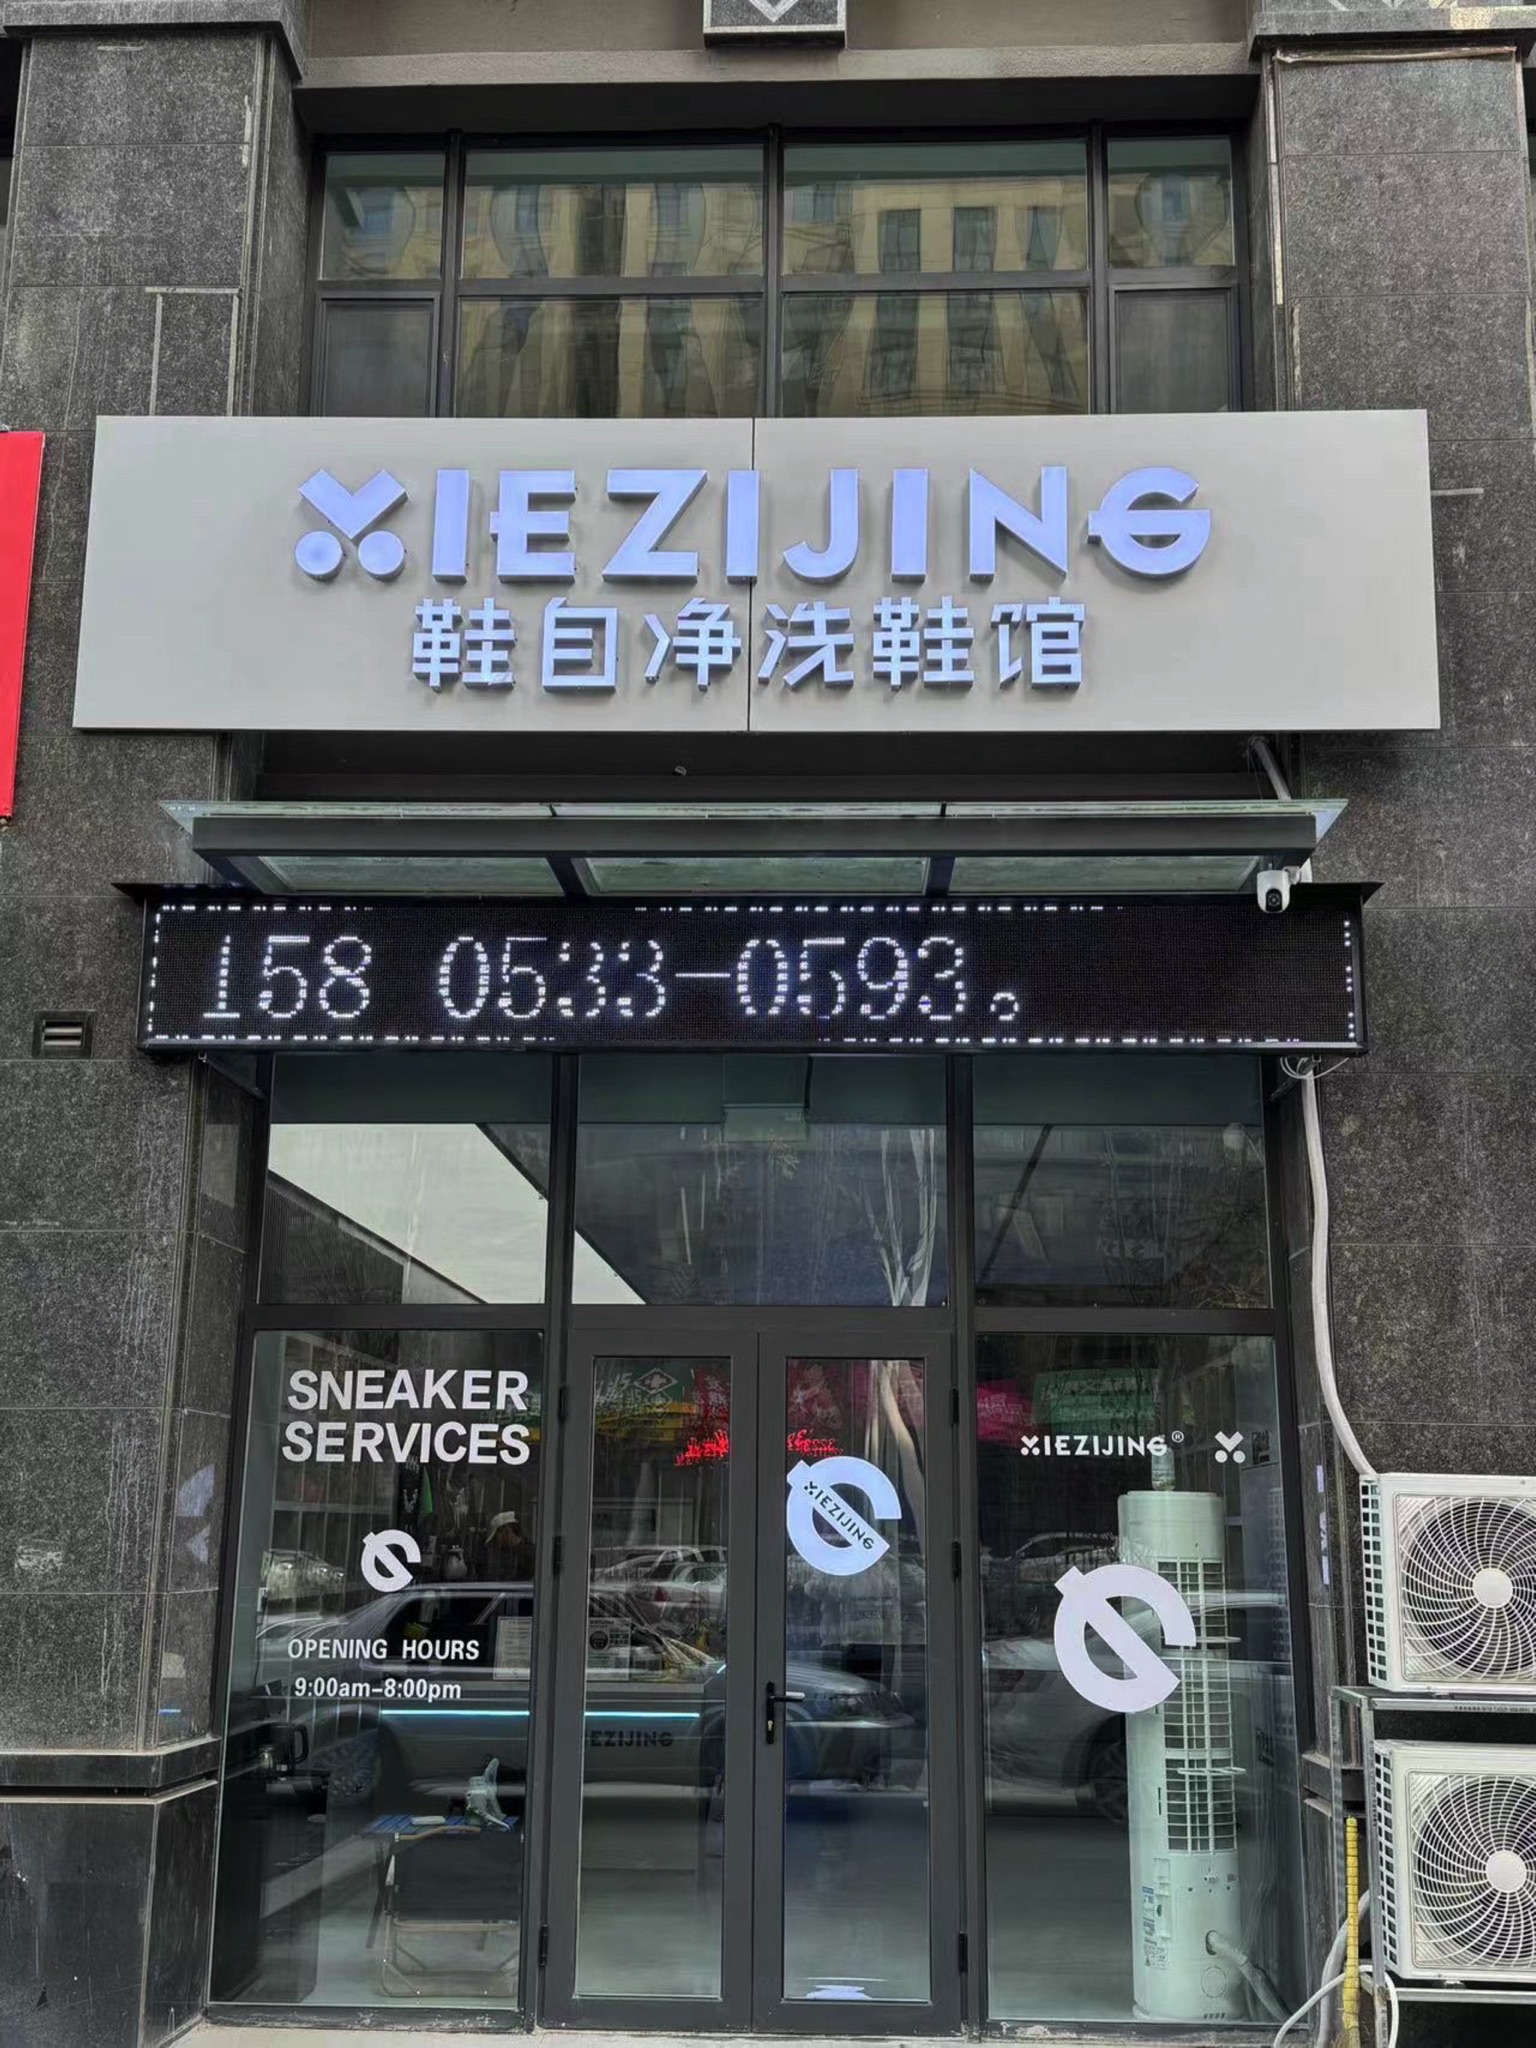 XIEZIJING
鞋自净洗鞋馆
158 0533-0593。
SNEAKER
SERVICES
OPENING HOURS
9:00am-8:00pm
XIEZIJING
XIEZIJING®
EZIJING